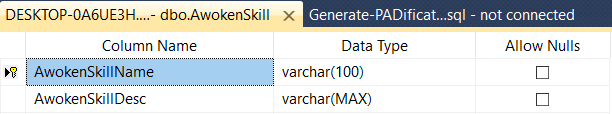 DESKTOP-0A6UE3H....- dbo.AwokenSkill Generate-PADificat...sql - not connected
Column Name Data Type Allow Nulls
AwokenSkillName varchar(100)
AwokenSkillDesc varchar(MAX)